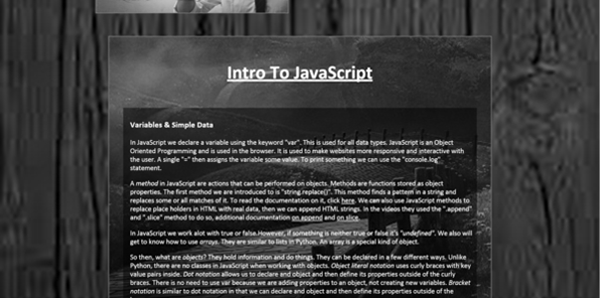 Intro To JavaScript
Variables & Simple Data
In JavaScript we declare a variable using the keyword "var". This is used for all data types. JavaScript is an Object
Oriented Programming and is used in the browser. It is used to make websites more responsive and interactive with
the user. A single "=" then assigns the variable some value. To print something we can use the "console.log"
statement.
A method in JavaScript are actions that can be performed on objects. Methods are functions stored as object
properties. The first method we are introduced to is "string.replace()". This method finds a pattern in a string and
replaces some or all matches of it. To read the documentation on it, click here. We can also use JavaScript methods to
replace place holders in HTML with real data, then we can append HTML strings. In the videos they used the ".append"
and ".slice" method to do so, additional documentation on append and on slice.
In JavaScript we work alot with true or false.However, if something is neither true or false it's "undefined". We also will
get to know how to use arrays. They are similar to lists in Python. An array is a special kind of object.
So then, what are objects? They hold information and do things. They can be declared in a few different ways. Unlike
Python, there are no classes in JavaScript when working with objects. Object literal notation uses curly braces with key
value pairs inside. Dot notation allows us to declare and object and then define its properties outside of the curly
braces. There is no need to use var because we are adding properties to an object, not creating new variables. Bracket
notation is similar to dot notation in that we can declare and object and then define its properties outside of the